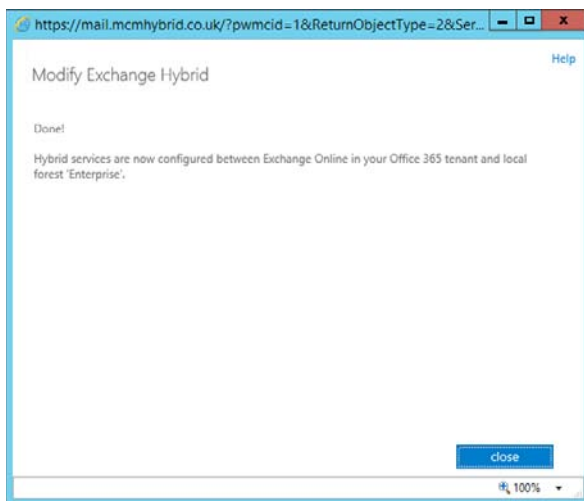 https://mail.mcmhybrid.co.uk/?pwmcid=1&ReturnObjectType=2&Ser...
Help
Modify Exchange Hybrid
Done!
Hybrid services are now configured between Exchange Online in your Office 365 tenant and local
forest 'Enterprise'.
close
100%